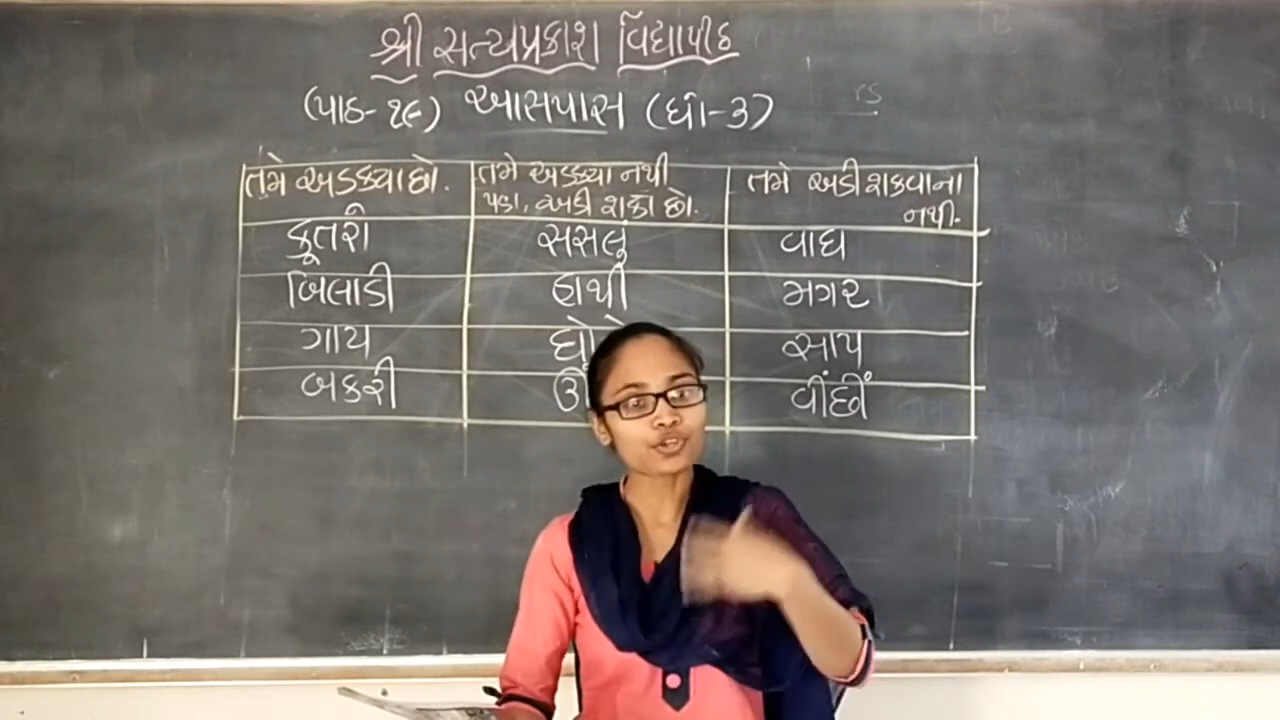 શ્રી સત્યપ્રકાશ વિદ્યાપીઠ
(પાઠ-૧૯) આસપાસ (ધો-૩)
તમે અડક્યા છો.
તમે અડક્યા નથી
પણ, અડી શકો છો.
તમે અડી શકવાના
નથી.
કૂતરી સસલું વાઘ
બિલાડી હાથી મગર
ગાય સાપ
બકરી વીંછીં